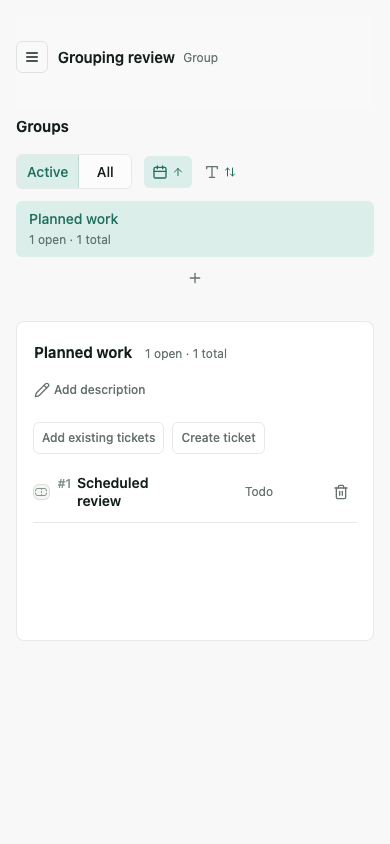 Grouping review Group
Groups
Active All
Planned work
1 open · 1 total
Planned work 1 open · 1 total
Add description
Add existing tickets Create ticket
#1 Scheduled review Todo